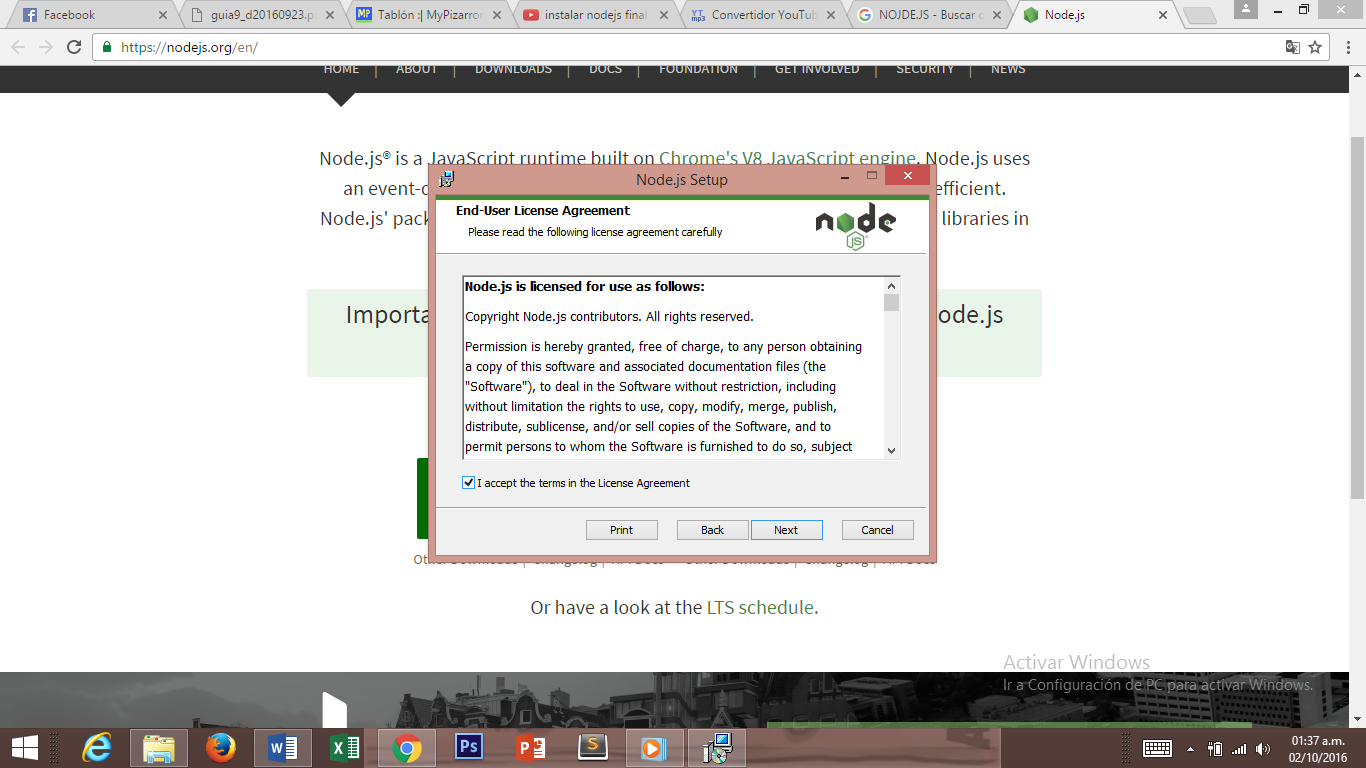 Facebook
guia9_d20160923.p
Tablón :| MyPizarror
instalar nodejs final
Convertidor YouTub
NOJDE.JS - Buscar c
Node.js
https://nodejs.org/en/
HOME | ABOUT | DOWNLOADS | DOCS | FOUNDATION | GET INVOLVED | SECURITY | NEWS
Node.js® is a JavaScript runtime built on Chrome's V8 JavaScript engine. Node.js uses
an event-d efficient.
Node.js' pack libraries in
Importa ode.js
Node.js Setup
End-User License Agreement
Please read the following license agreement carefully
node
JS
Node.js is licensed for use as follows:
Copyright Node.js contributors. All rights reserved.
Permission is hereby granted, free of charge, to any person obtaining
a copy of this software and associated documentation files (the
"Software"), to deal in the Software without restriction, including
without limitation the rights to use, copy, modify, merge, publish,
distribute, sublicense, and/or sell copies of the Software, and to
permit persons to whom the Software is furnished to do so, subject
I accept the terms in the License Agreement
Print Back Next Cancel
Or have a look at the LTS schedule.
Activar Windows
Ir a Configuración de PC para activar Windows.
01:37 a.m.
02/10/2016